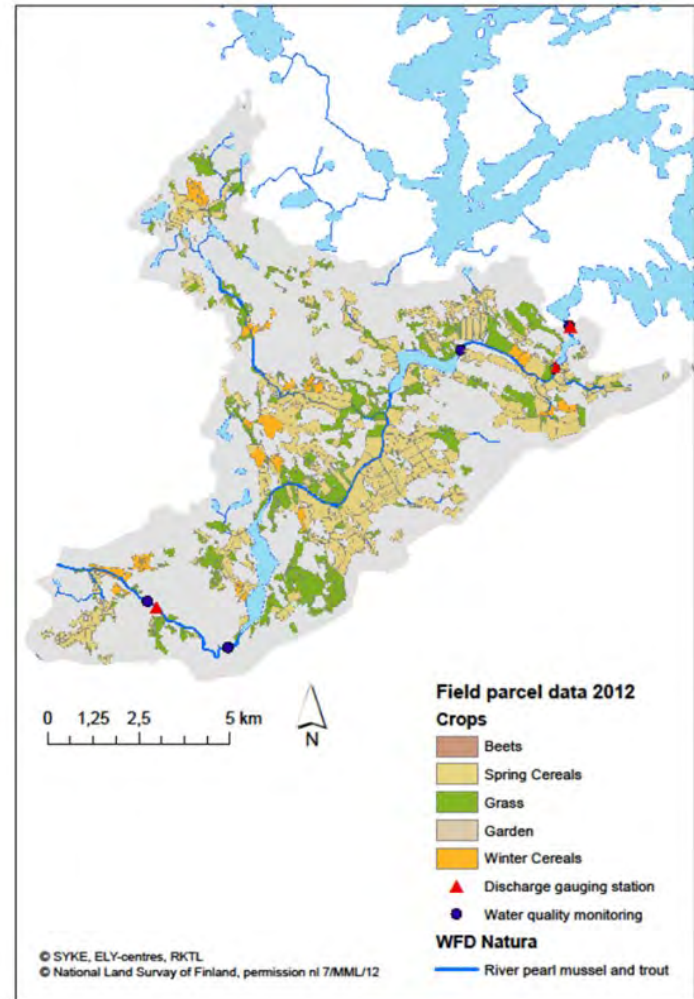 0 1,25 2,5 5 km
N
Field parcel data 2012
Crops
Beets
Spring Cereals
Grass
Garden
Winter Cereals
Discharge gauging station
Water quality monitoring
WFD Natura
River pearl mussel and trout
© SYKE, ELY-centres, RKTL
© National Land Survey of Finland, permission nl 7/MML/12